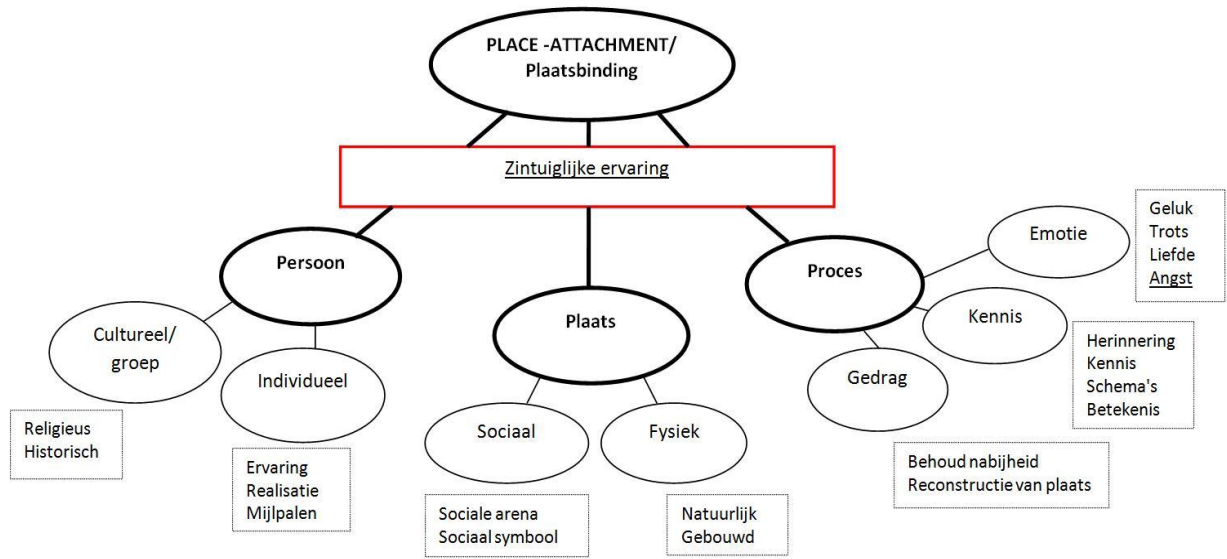 PLACE -ATTACHMENT/
Plaatsbinding
Zintuiglijke ervaring
Persoon
Cultureel/
groep
Religieus
Historisch
Individueel
Ervaring
Realisatie
Mijlpalen
Plaats
Sociaal
Sociale arena
Sociaal symbool
Fysiek
Natuurlijk
Gebouwd
Proces
Emotie
Geluk
Trots
Liefde
Angst
Kennis
Herinnering
Kennis
Schema's
Betekenis
Gedrag
Behoud nabijheid
Reconstructie van plaats